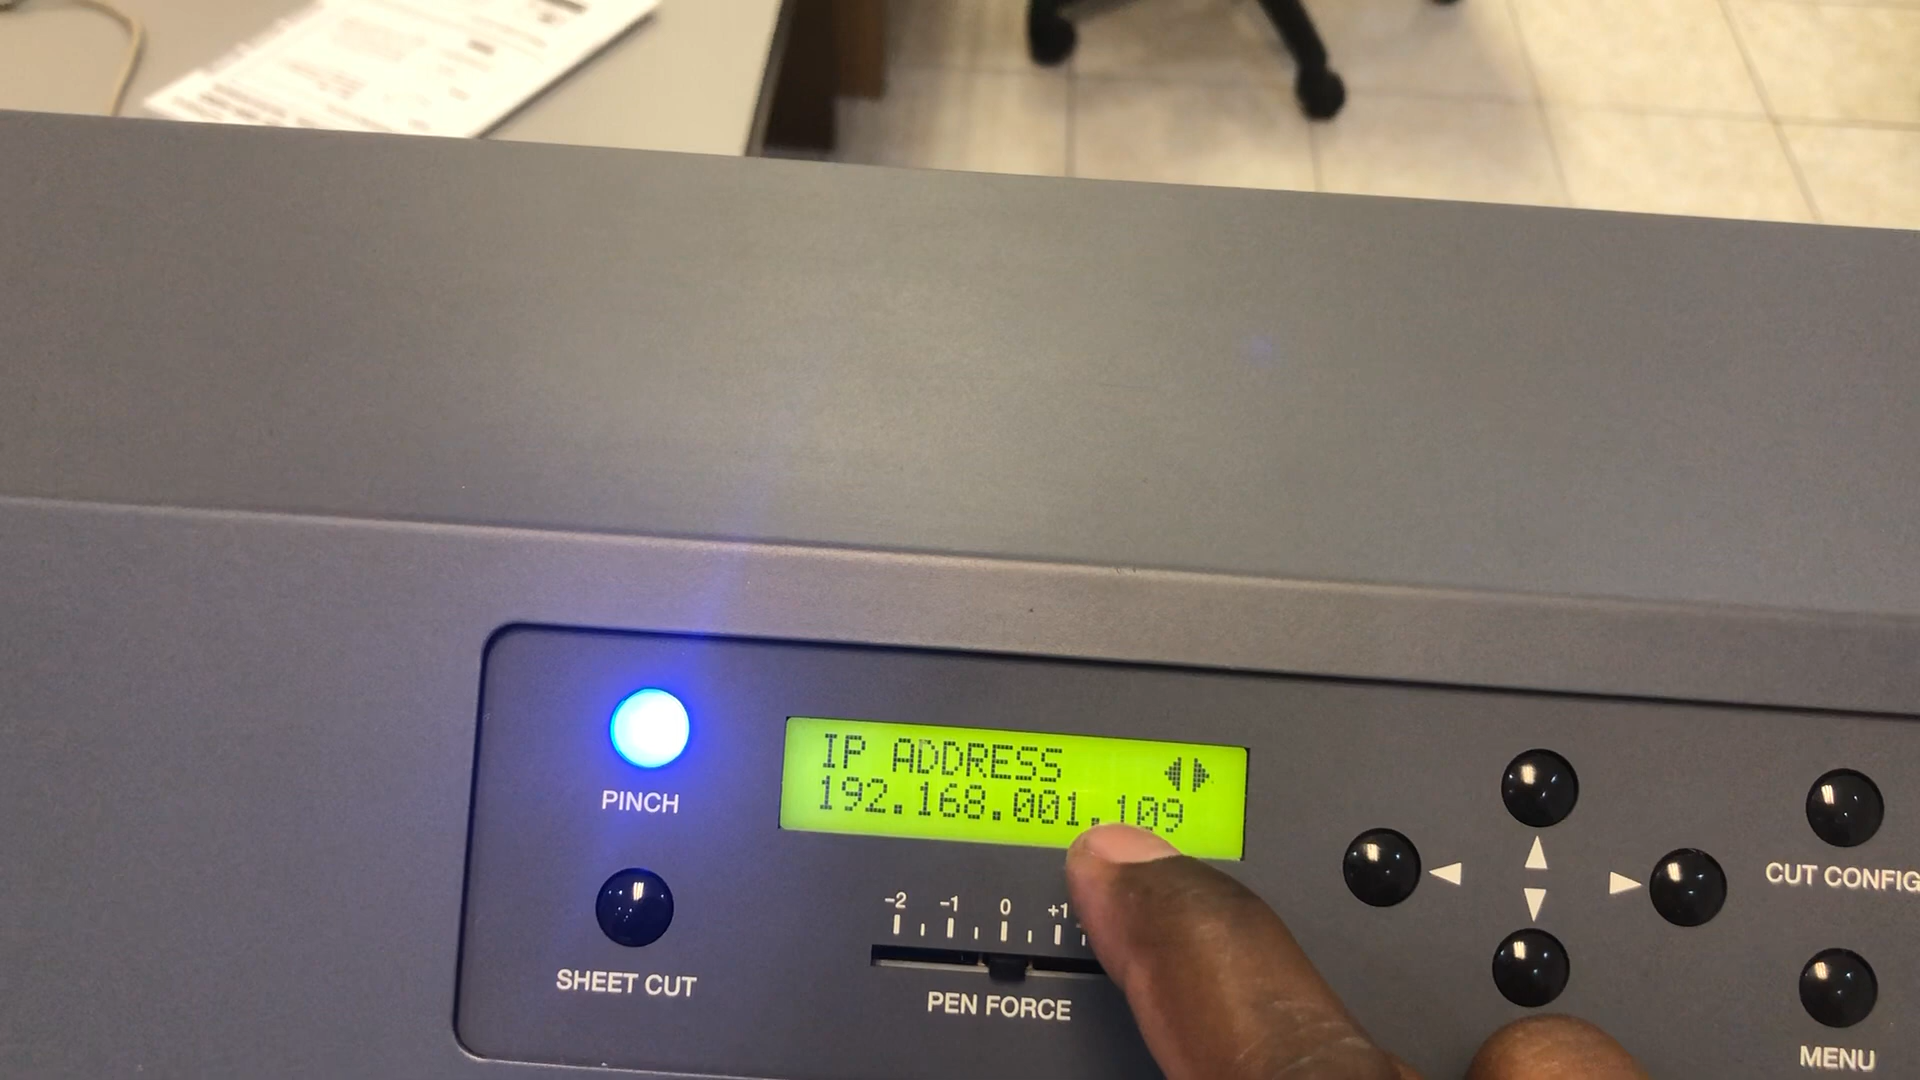 IP ADDRESS ◀▶
192.168.001.109
PINCH
SHEET CUT
-2 -1 0 +1
PEN FORCE
CUT CONFIG
MENU